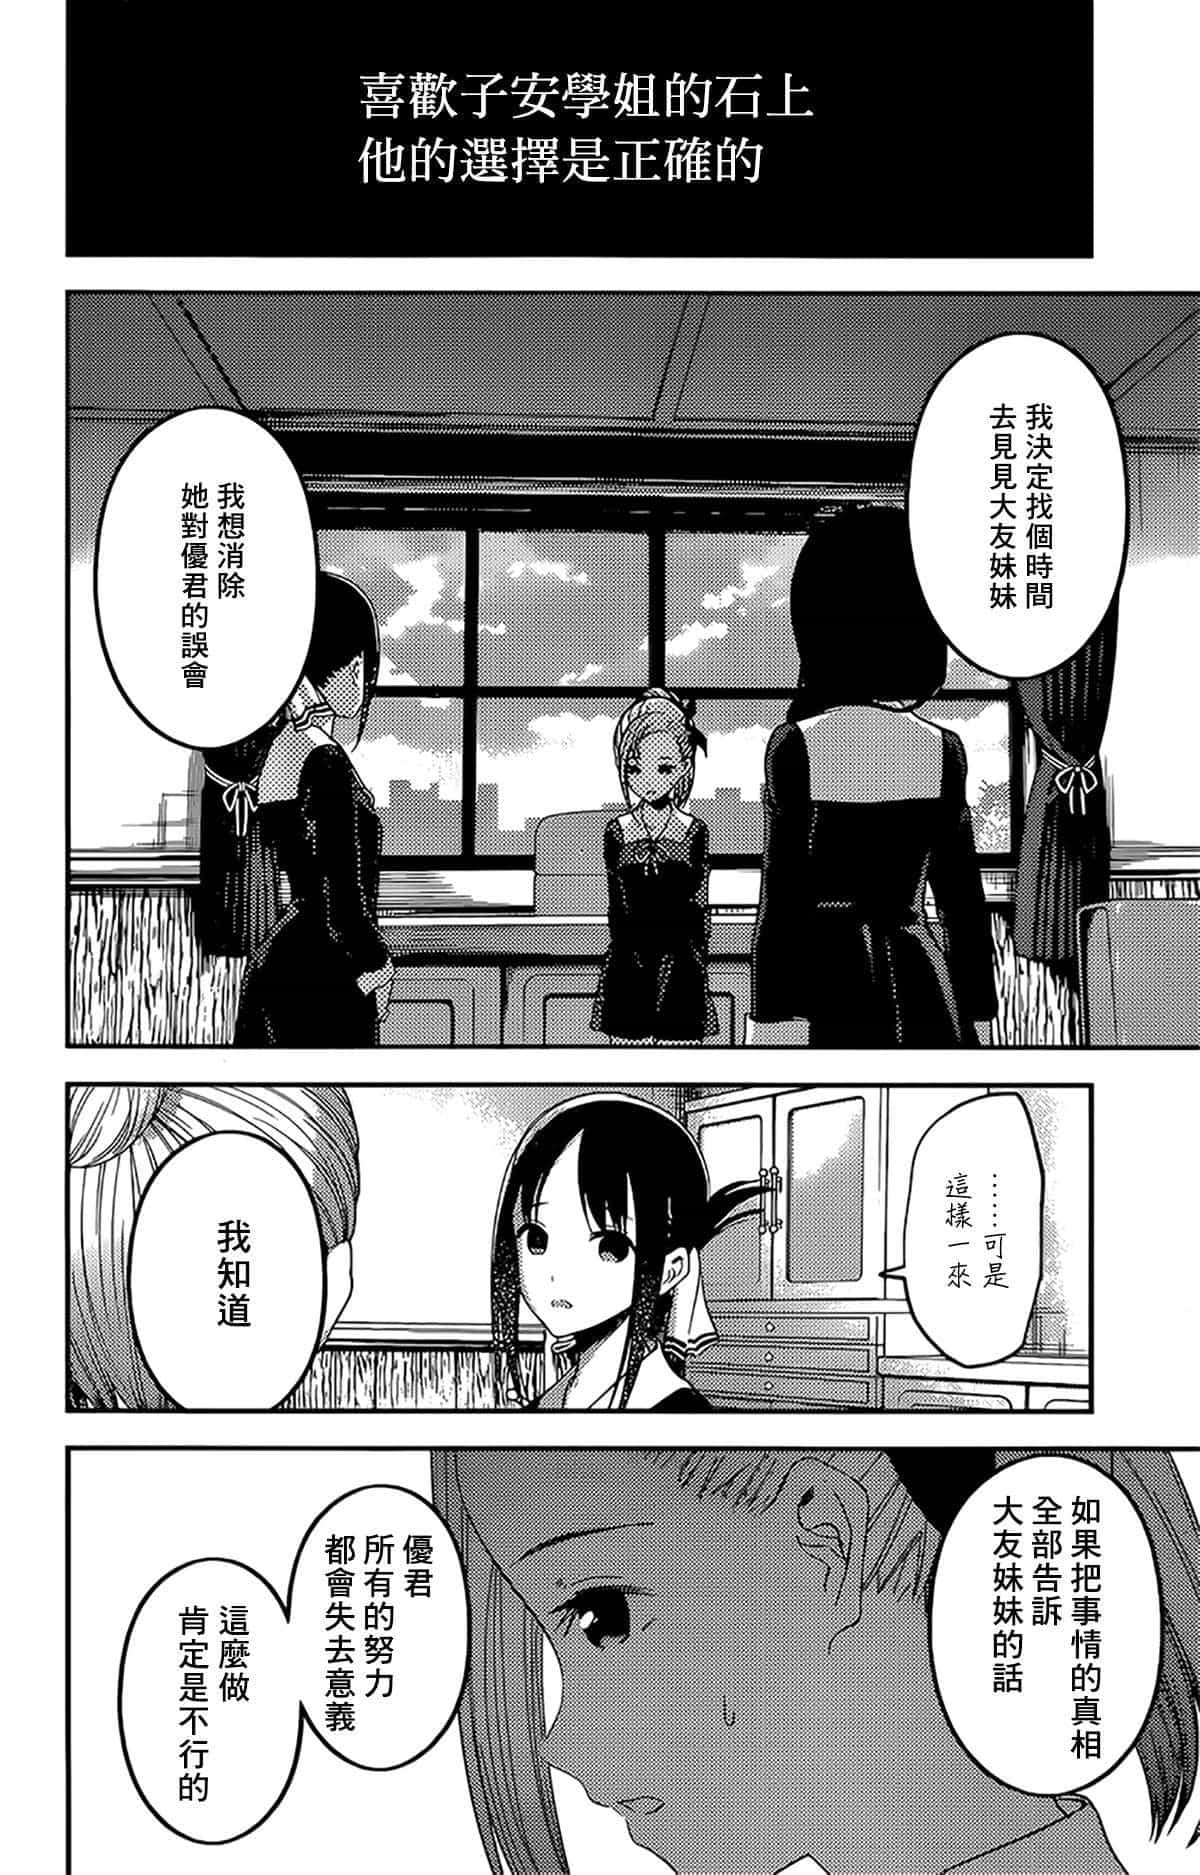 喜歡子安學姐的石上
他的選擇是正確的
我決定找個時間
去見見大友妹妹
我想消除
她對優君的誤會
……可是
這樣一來
我知道
如果把事情的真相
全部告訴
大友妹妹的話
優君
所有的努力
都會失去意義
這麼做
肯定是不行的